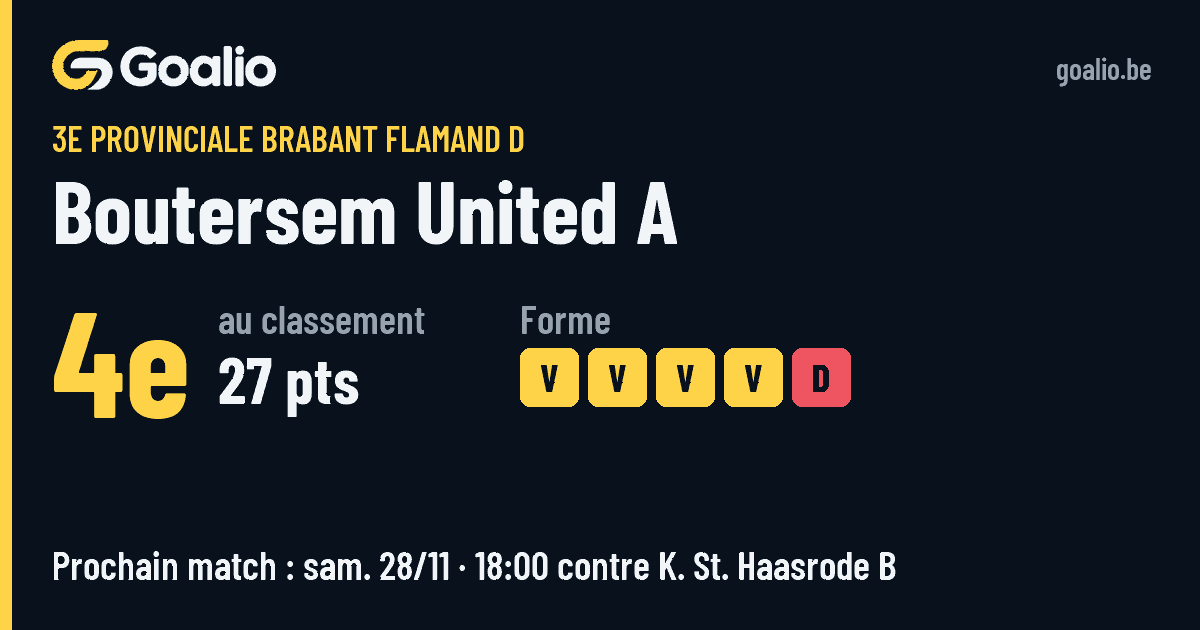 Goalio
goalio.be
3E PROVINCIALE BRABANT FLAMAND D
Boutersem United A
4e
au classement
27 pts
Forme
V V V V D
Prochain match : sam. 28/11 · 18:00 contre K. St. Haasrode B